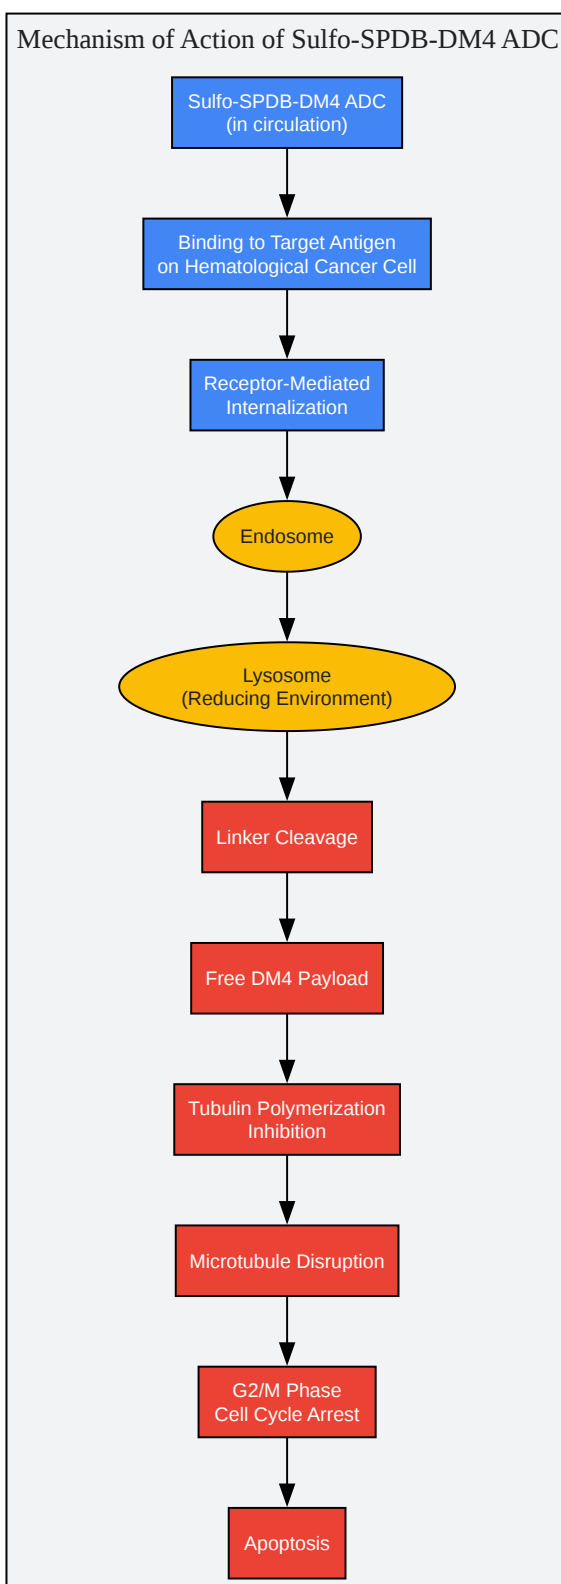 Mechanism of Action of Sulfo-SPDB-DM4 ADC
Sulfo-SPDB-DM4 ADC
(in circulation)
Binding to Target Antigen
on Hematological Cancer Cell
Receptor-Mediated
Internalization
Endosome
Lysosome
(Reducing Environment)
Linker Cleavage
Free DM4 Payload
Tubulin Polymerization
Inhibition
Microtubule Disruption
G2/M Phase
Cell Cycle Arrest
Apoptosis